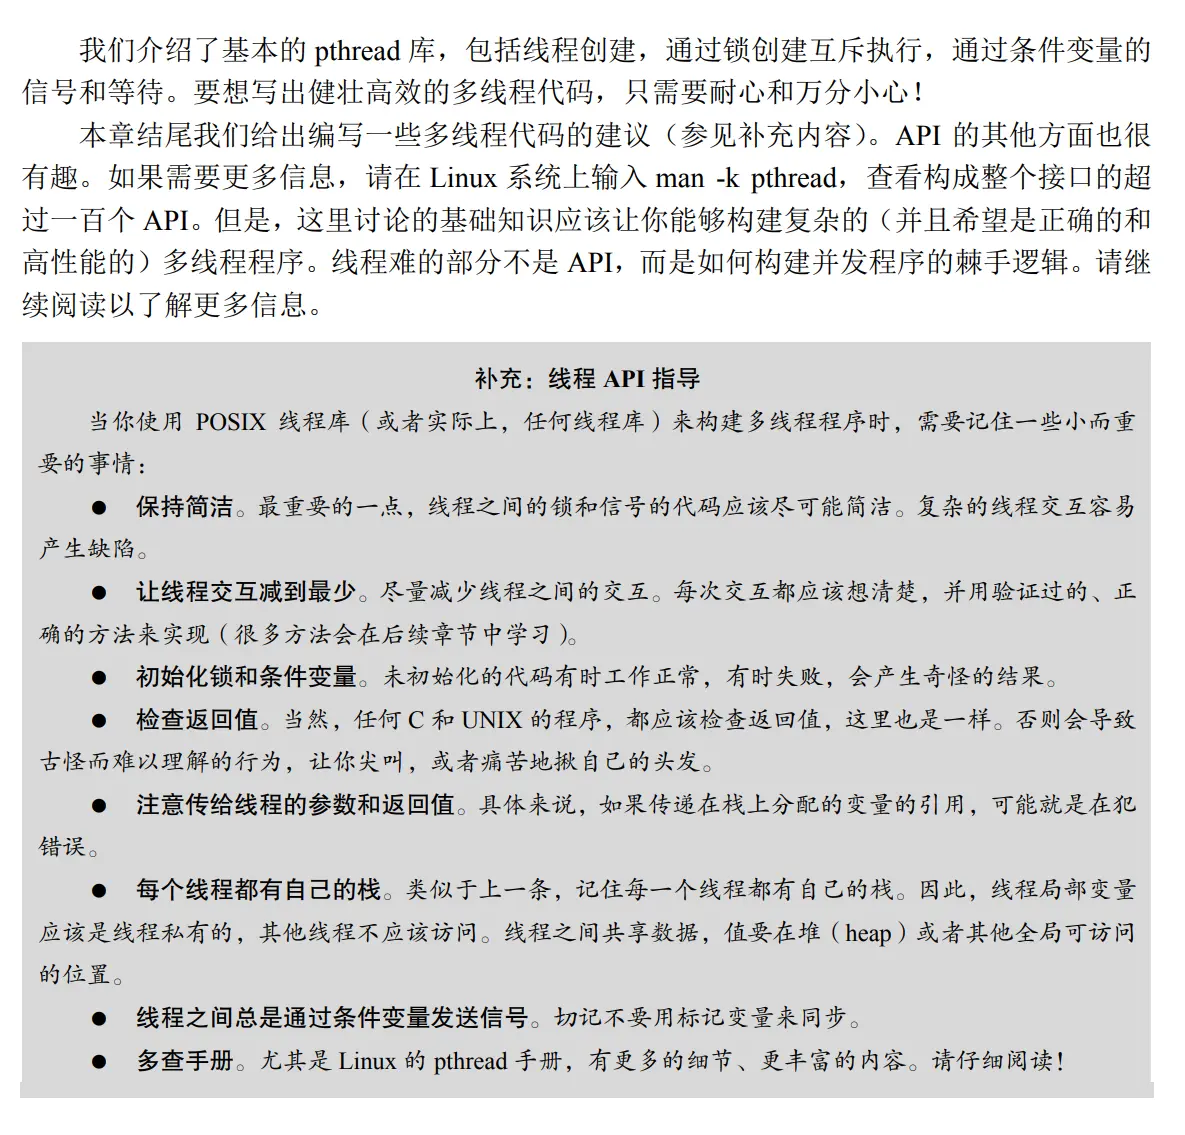 我们介绍了基本的 pthread 库，包括线程创建，通过锁创建互斥执行，通过条件变量的
信号和等待。要想写出健壮高效的多线程代码，只需要耐心和万分小心！
本章结尾我们给出编写一些多线程代码的建议（参见补充内容）。API 的其他方面也很
有趣。如果需要更多信息，请在 Linux 系统上输入 man -k pthread，查看构成整个接口的超
过一百个 API。但是，这里讨论的基础知识应该让你能够构建复杂的（并且希望是正确的和
高性能的）多线程程序。线程难的部分不是 API，而是如何构建并发程序的棘手逻辑。请继
续阅读以了解更多信息。
补充：线程 API 指导
当你使用 POSIX 线程库（或者实际上，任何线程库）来构建多线程程序时，需要记住一些小而重
要的事情：
● 保持简洁。最重要的一点，线程之间的锁和信号的代码应该尽可能简洁。复杂的线程交互容易
产生缺陷。
● 让线程交互减到最少。尽量减少线程之间的交互。每次交互都应该想清楚，并用验证过的、正
确的方法来实现（很多方法会在后续章节中学习）。
● 初始化锁和条件变量。未初始化的代码有时工作正常，有时失败，会产生奇怪的结果。
● 检查返回值。当然，任何 C 和 UNIX 的程序，都应该检查返回值，这里也是一样。否则会导致
古怪而难以理解的行为，让你尖叫，或者痛苦地揪自己的头发。
● 注意传给线程的参数和返回值。具体来说，如果传递在栈上分配的变量的引用，可能就是在犯
错误。
● 每个线程都有自己的栈。类似于上一条，记住每一个线程都有自己的栈。因此，线程局部变量
应该是线程私有的，其他线程不应该访问。线程之间共享数据，值要在堆（heap）或者其他全局可访问
的位置。
● 线程之间总是通过条件变量发送信号。切记不要用标记变量来同步。
● 多查手册。尤其是 Linux 的 pthread 手册，有更多的细节、更丰富的内容。请仔细阅读！